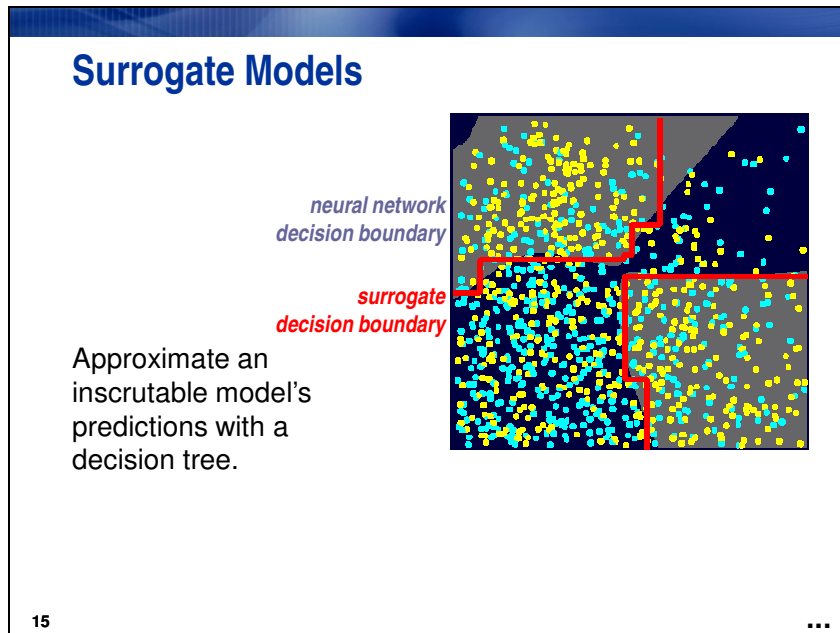 Surrogate Models
neural network
decision boundary
surrogate
decision boundary
Approximate an
inscrutable model's
predictions with a
decision tree.
15
...